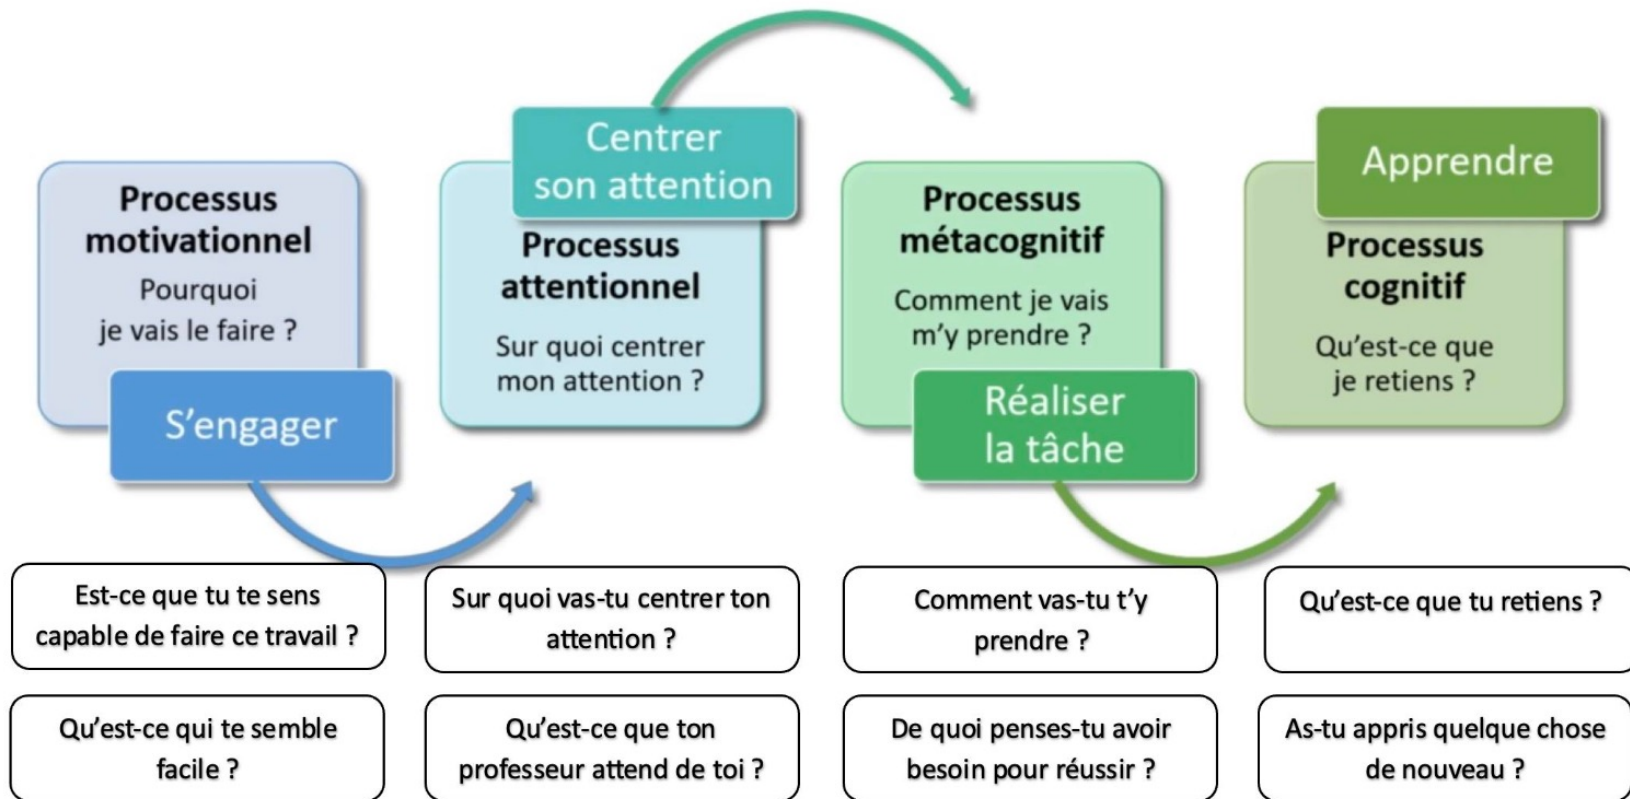 Processus
motivationnel
Pourquoi
je vais le faire ?
S'engager
Centrer
son attention
Processus
attentionnel
Sur quoi centrer
mon attention ?
Processus
métacognitif
Comment je vais
m'y prendre ?
Réaliser
la tâche
Apprendre
Processus
cognitif
Qu'est-ce que
je retiens ?
Est-ce que tu te sens
capable de faire ce travail ?
Sur quoi vas-tu centrer ton
attention ?
Comment vas-tu t'y
prendre ?
Qu'est-ce que tu retiens ?
Qu'est-ce qui te semble
facile ?
Qu'est-ce que ton
professeur attend de toi ?
De quoi penses-tu avoir
besoin pour réussir ?
As-tu appris quelque chose
de nouveau ?